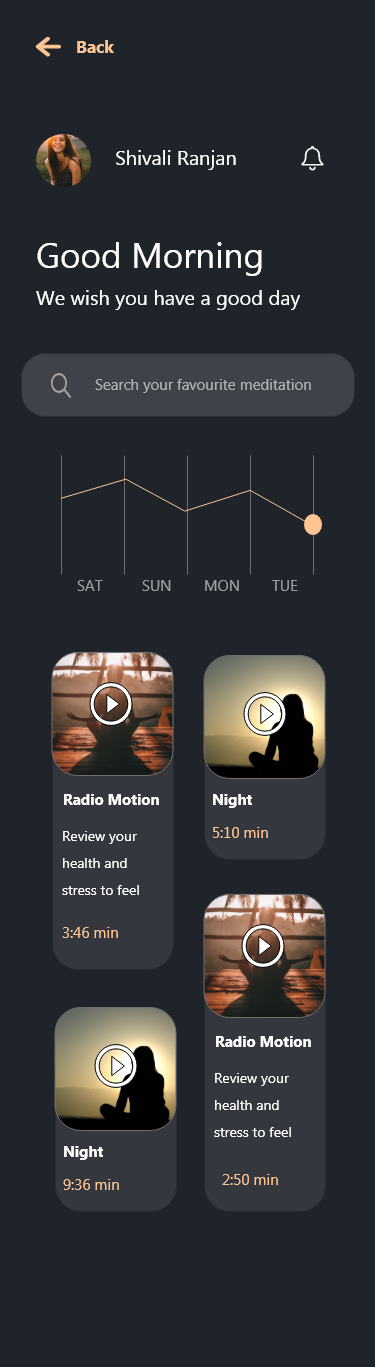 Back
Shivali Ranjan
Good Morning
We wish you have a good day
Search your favourite meditation
SAT SUN MON TUE
Radio Motion
Review your
health and
stress to feel
3:46 min
Night
5:10 min
Night
9:36 min
Radio Motion
Review your
health and
stress to feel
2:50 min